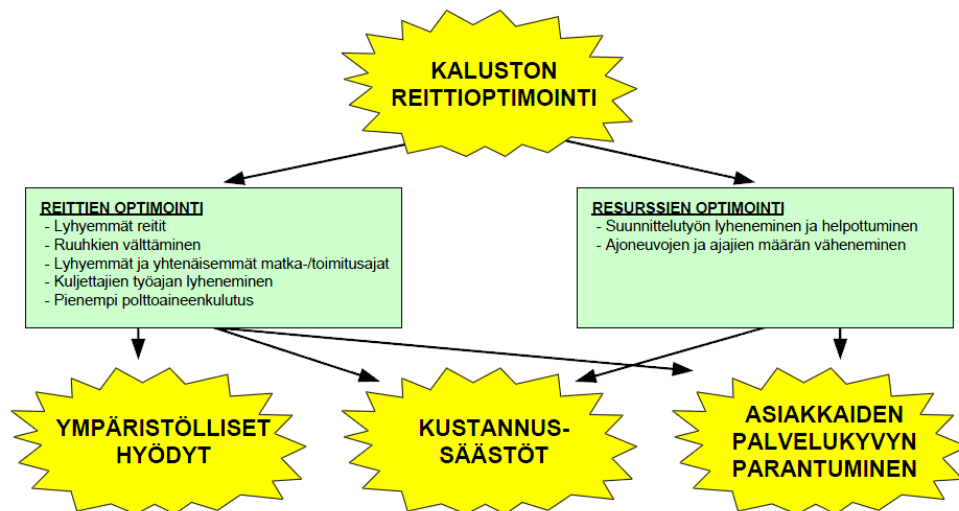 KALUSTON
REITTIOPTIMOINTI
REITTIEN OPTIMOINTI
- Lyhyemmät reitit
- Ruuhkien välttäminen
- Lyhyemmät ja yhtenäisemmät matka-/toimitusajat
- Kuljettajien työajan lyheneminen
- Pienempi polttoaineenkulutus
RESURSSIEN OPTIMOINTI
- Suunnittelutyön lyheneminen ja helpottuminen
- Ajoneuvojen ja ajajien määrän väheneminen
YMPÄRISTÖLLISET
HYÖDYT
KUSTANNUS-
SÄÄSTÖT
ASIAKKAIDEN
PALVELUKYVYN
PARANTUMINEN